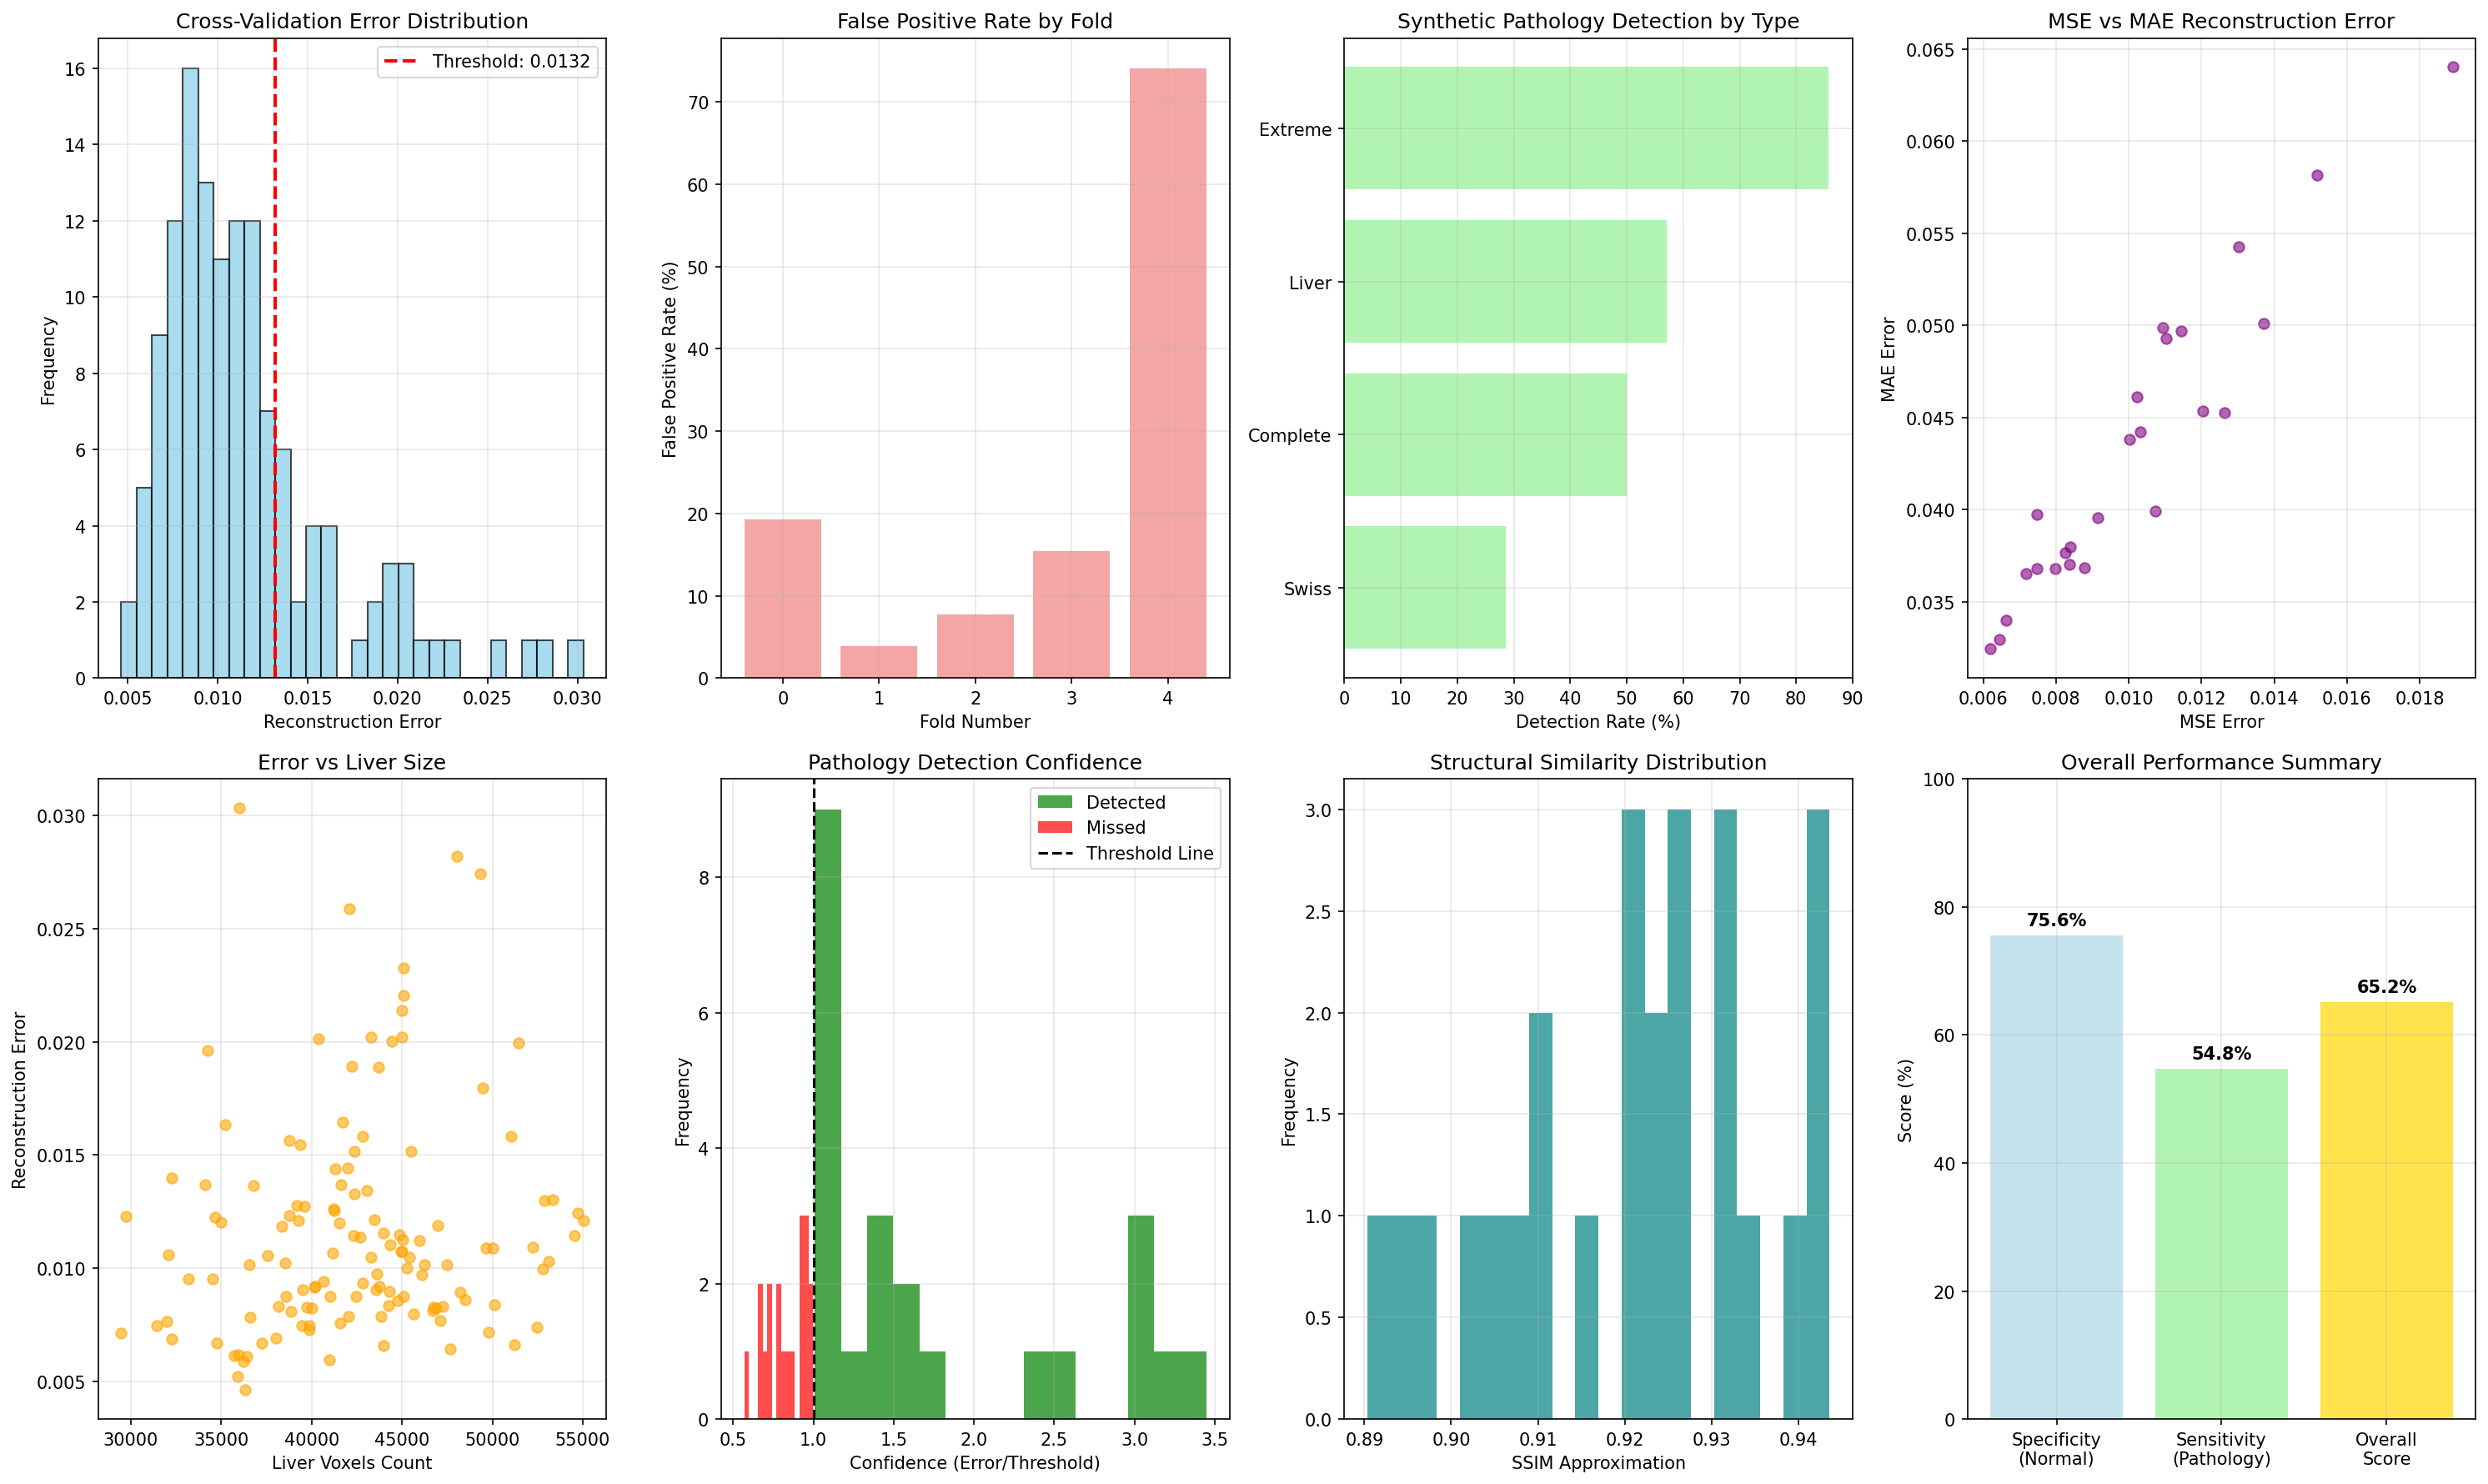 Cross-Validation Error Distribution
Threshold: 0.0132
16
14
12
10
8
6
4
2
0
0.005 0.010 0.015 0.020 0.025 0.030
Frequency
Reconstruction Error
False Positive Rate by Fold
70
60
50
40
30
20
10
0
0 1 2 3 4
False Positive Rate (%)
Fold Number
Synthetic Pathology Detection by Type
Extreme
Liver
Complete
Swiss
0 10 20 30 40 50 60 70 80 90
Detection Rate (%)
MSE vs MAE Reconstruction Error
0.065
0.060
0.055
0.050
0.045
0.040
0.035
0.006 0.008 0.010 0.012 0.014 0.016 0.018
MAE Error
MSE Error
Error vs Liver Size
0.030
0.025
0.020
0.015
0.010
0.005
30000 35000 40000 45000 50000 55000
Reconstruction Error
Liver Voxels Count
Pathology Detection Confidence
Detected
Missed
Threshold Line
8
6
4
2
0
0.5 1.0 1.5 2.0 2.5 3.0 3.5
Frequency
Confidence (Error/Threshold)
Structural Similarity Distribution
3.0
2.5
2.0
1.5
1.0
0.5
0.0
0.89 0.90 0.91 0.92 0.93 0.94
Frequency
SSIM Approximation
Overall Performance Summary
100
80
60
40
20
0
75.6%
54.8%
65.2%
Score (%)
Specificity
(Normal)
Sensitivity
(Pathology)
Overall
Score